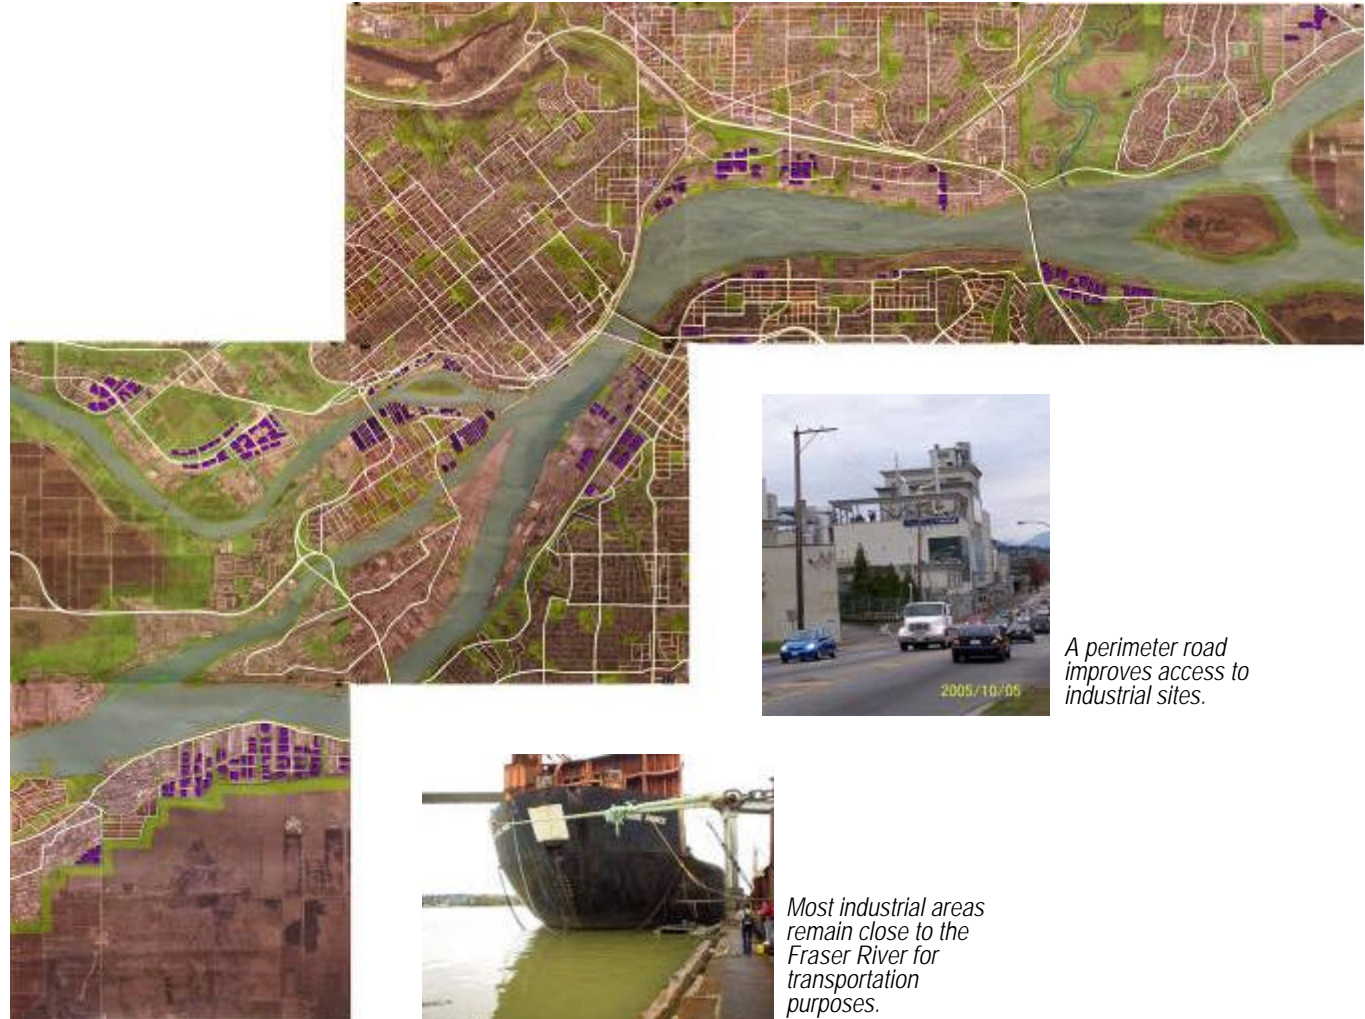 2005/10/05
A perimeter road
improves access to
industrial sites.
Most industrial areas
remain close to the
Fraser River for
transportation
purposes.